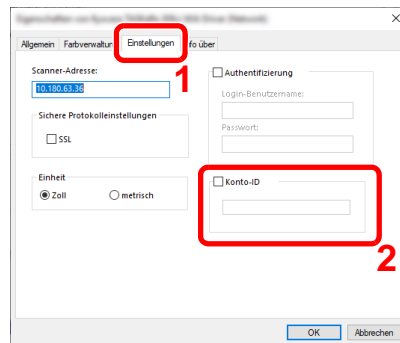 Allgemein
Farbverwaltun
Einstellungen
fo über
1
Scanner-Adresse:
10.180.63.36
Sichere Protokolleinstellungen
SSL
Einheit
Zoll
metrisch
Authentifizierung
Login-Benutzername:
Passwort:
Konto-ID
2
OK
Abbrechen